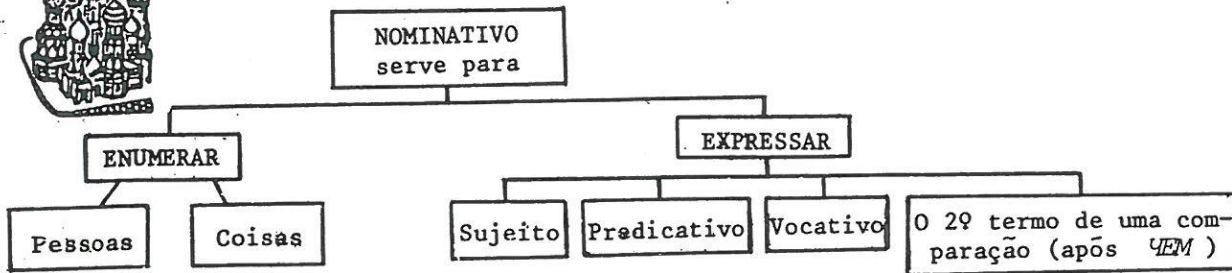 NOMINATIVO
serve para
ENUMERAR
EXPRESSAR
Pessoas
Coisas
Sujeito
Predicativo
Vocativo
O 2º termo de uma com-
paração (após ЧЕМ )